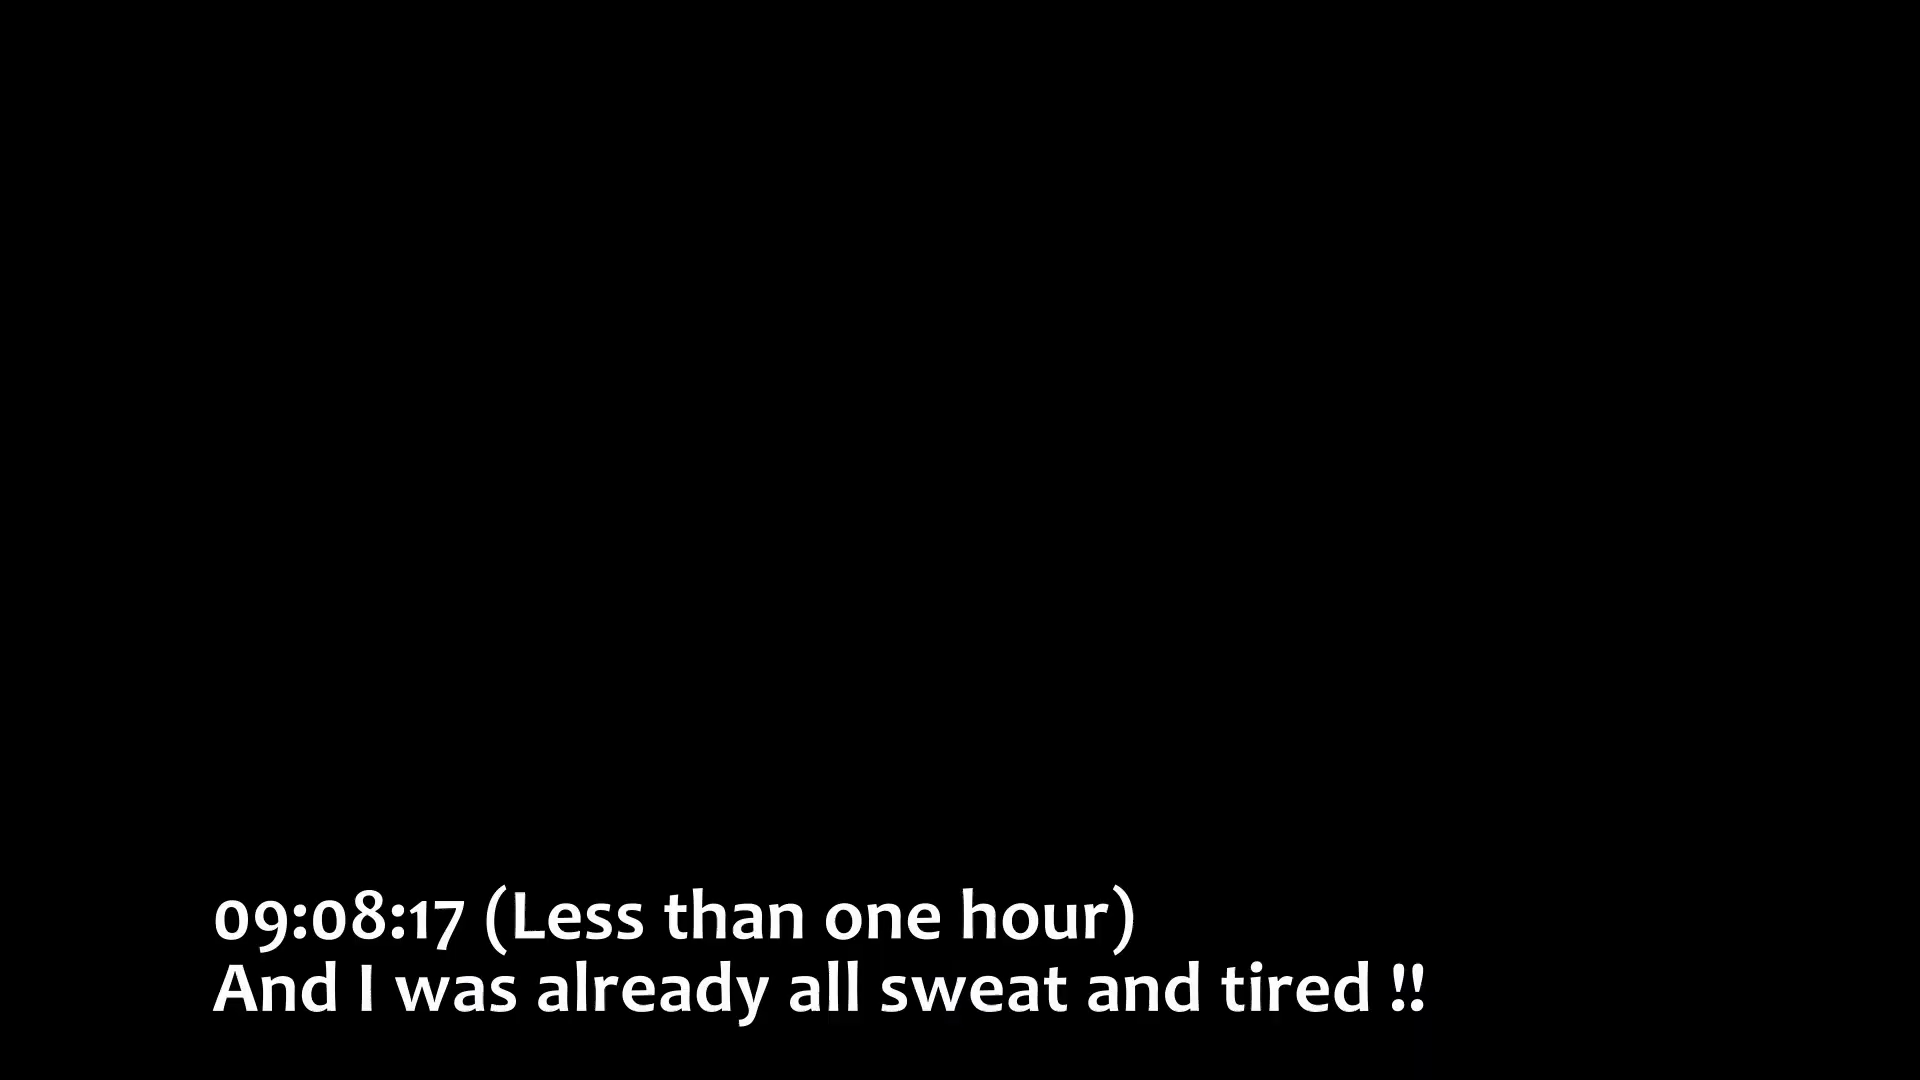 09:08:17 (Less than one hour)
And I was already all sweat and tired !!